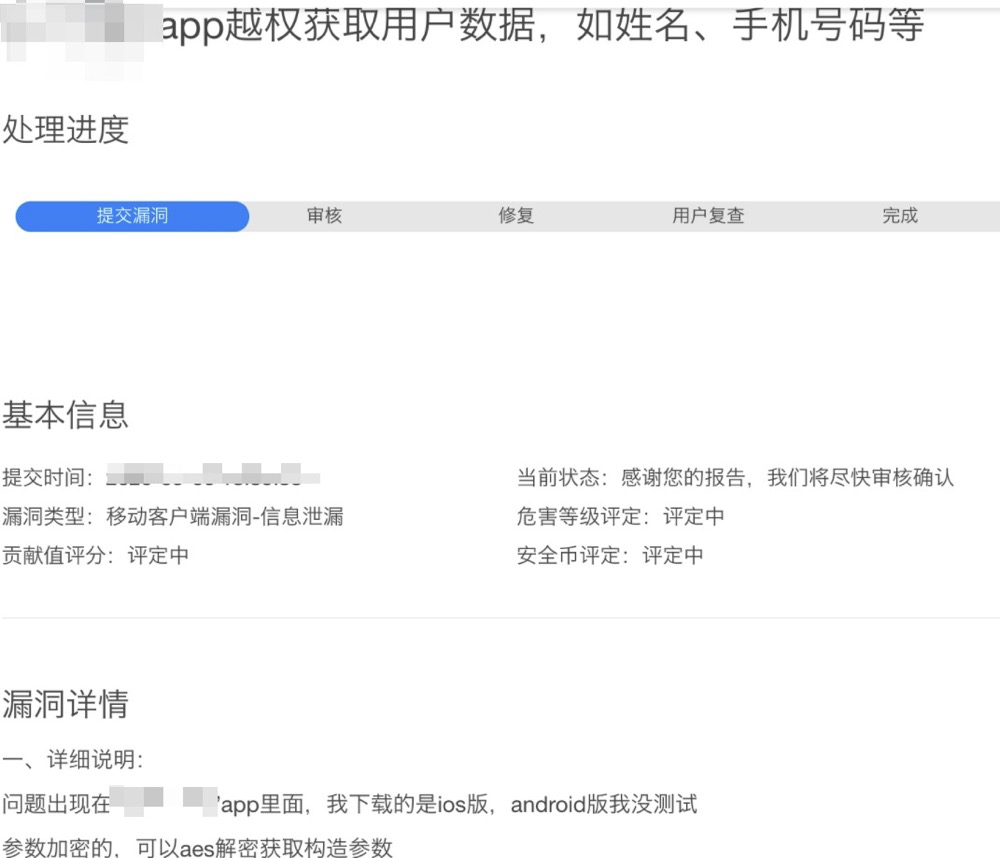 app越权获取用户数据，如姓名、手机号码等
处理进度
提交漏洞 审核 修复 用户复查 完成
基本信息
提交时间： 当前状态：感谢您的报告，我们将尽快审核确认
漏洞类型：移动客户端漏洞-信息泄漏 危害等级评定：评定中
贡献值评分：评定中 安全币评定：评定中
漏洞详情
一、详细说明：
问题出现在 app里面，我下载的是ios版，android版我没测试
参数加密的，可以aes解密获取构造参数